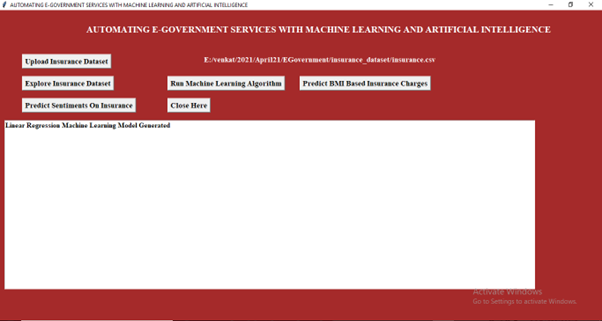 AUTOMATING E-GOVERNMENT SERVICES WITH MACHINE LEARNING AND ARTIFICIAL INTELLIGENCE
AUTOMATING E-GOVERNMENT SERVICES WITH MACHINE LEARNING AND ARTIFICIAL INTELLIGENCE
Upload Insurance Dataset
E:/venkat/2021/April21/EGovernment/insurance_dataset/insurance.csv
Explore Insurance Dataset
Run Machine Learning Algorithm
Predict BMI Based Insurance Charges
Predict Sentiments On Insurance
Close Here
Linear Regression Machine Learning Model Generated
Activate Windows
Go to Settings to activate Windows.